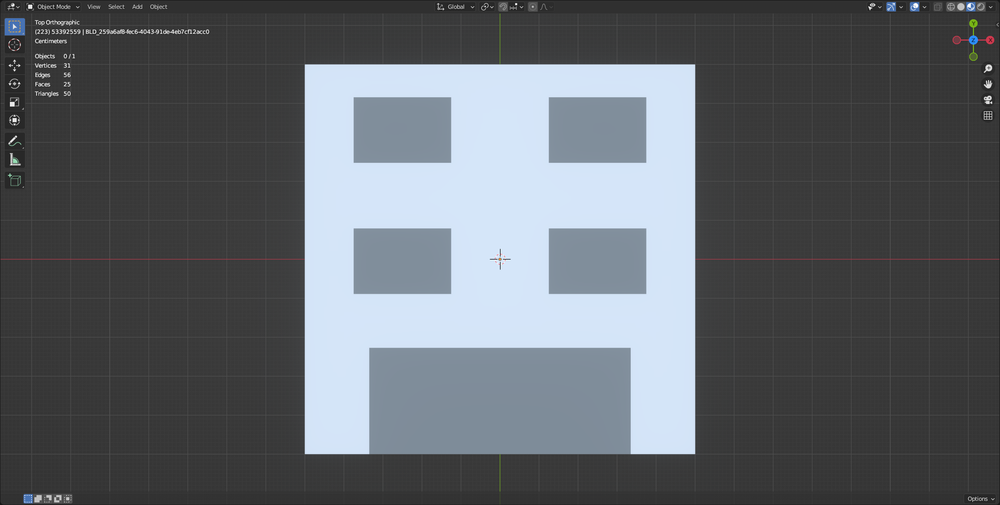 Object Mode View Select Add Object Global
Top Orthographic
(223) 53392559 | BLD_259a6af8-fec6-4043-91de-4eb7cf12acc0
Centimeters
Objects 0 / 1
Vertices 31
Edges 56
Faces 25
Triangles 50
Y
Z X
Options